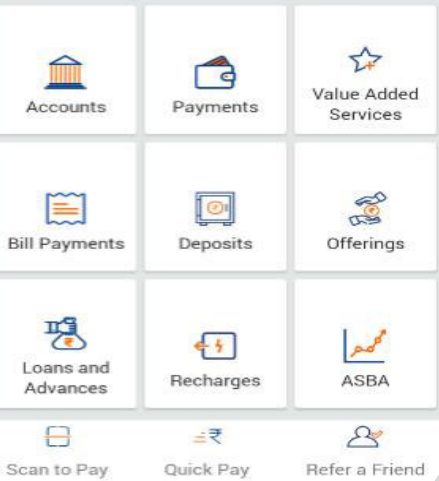 Accounts
Payments
Value Added
Services
Bill Payments
Deposits
Offerings
Loans and
Advances
Recharges
ASBA
Scan to Pay
Quick Pay
Refer a Friend